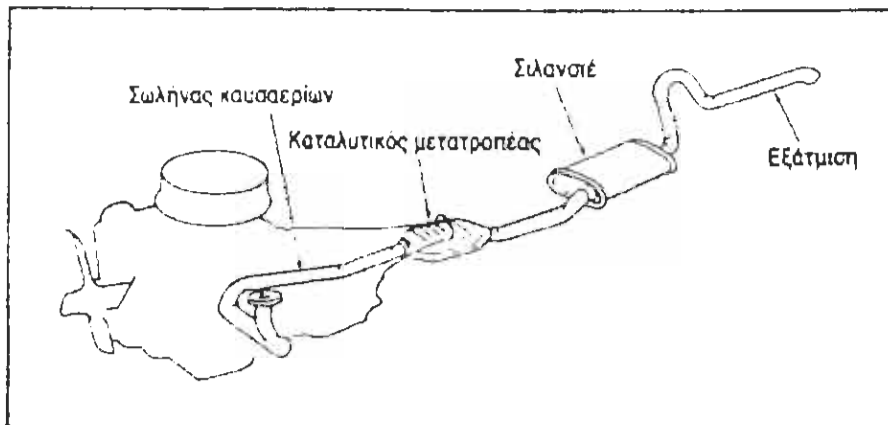 Σιλανσιέ
Σωλήνας καυσαερίων
Καταλυτικός μετατροπέας
Εξάτμιση